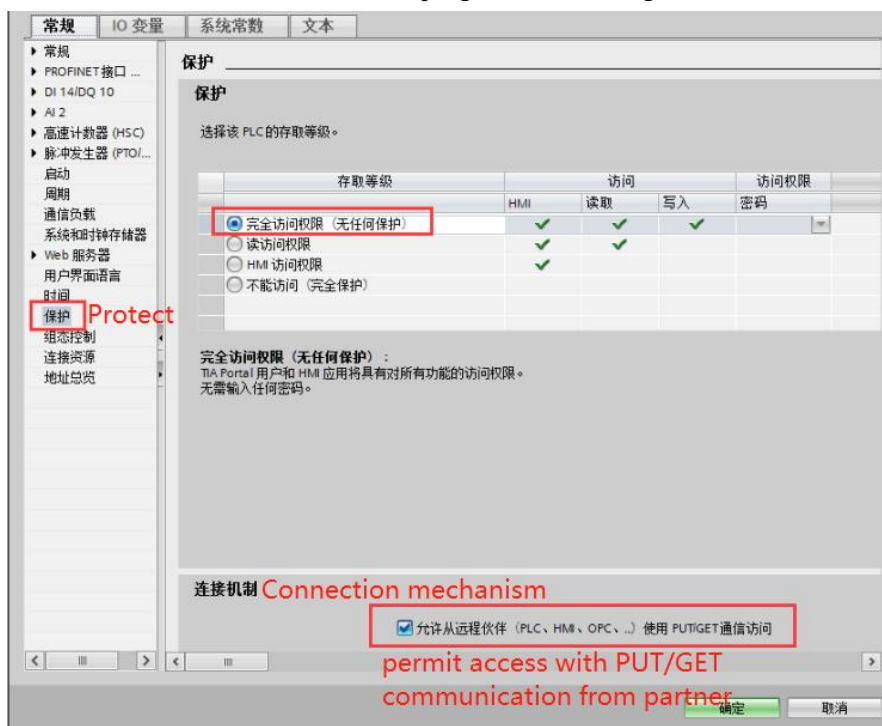 常规 IO 变量 系统常数 文本
常规
PROFINET接口 ...
DI 14/DQ 10
AI 2
高速计数器 (HSC)
脉冲发生器 (PTO/...
启动
周期
通信负载
系统和时钟存储器
Web 服务器
用户界面语言
时间
保护 Protect
组态控制
连接资源
地址总览
保护
保护
选择该 PLC的存取等级。
存取等级 访问 访问权限
HMI 读取 写入 密码
完全访问权限（无任何保护）
读访问权限
HMI 访问权限
不能访问（完全保护）
完全访问权限（无任何保护）：
TIA Portal 用户和 HMI 应用将具有对所有功能的访问权限。
无需输入任何密码。
连接机制 Connection mechanism
允许从远程伙伴（PLC、HMI、OPC、...）使用 PUT/GET通信访问
permit access with PUT/GET
communication from partner
确定 取消